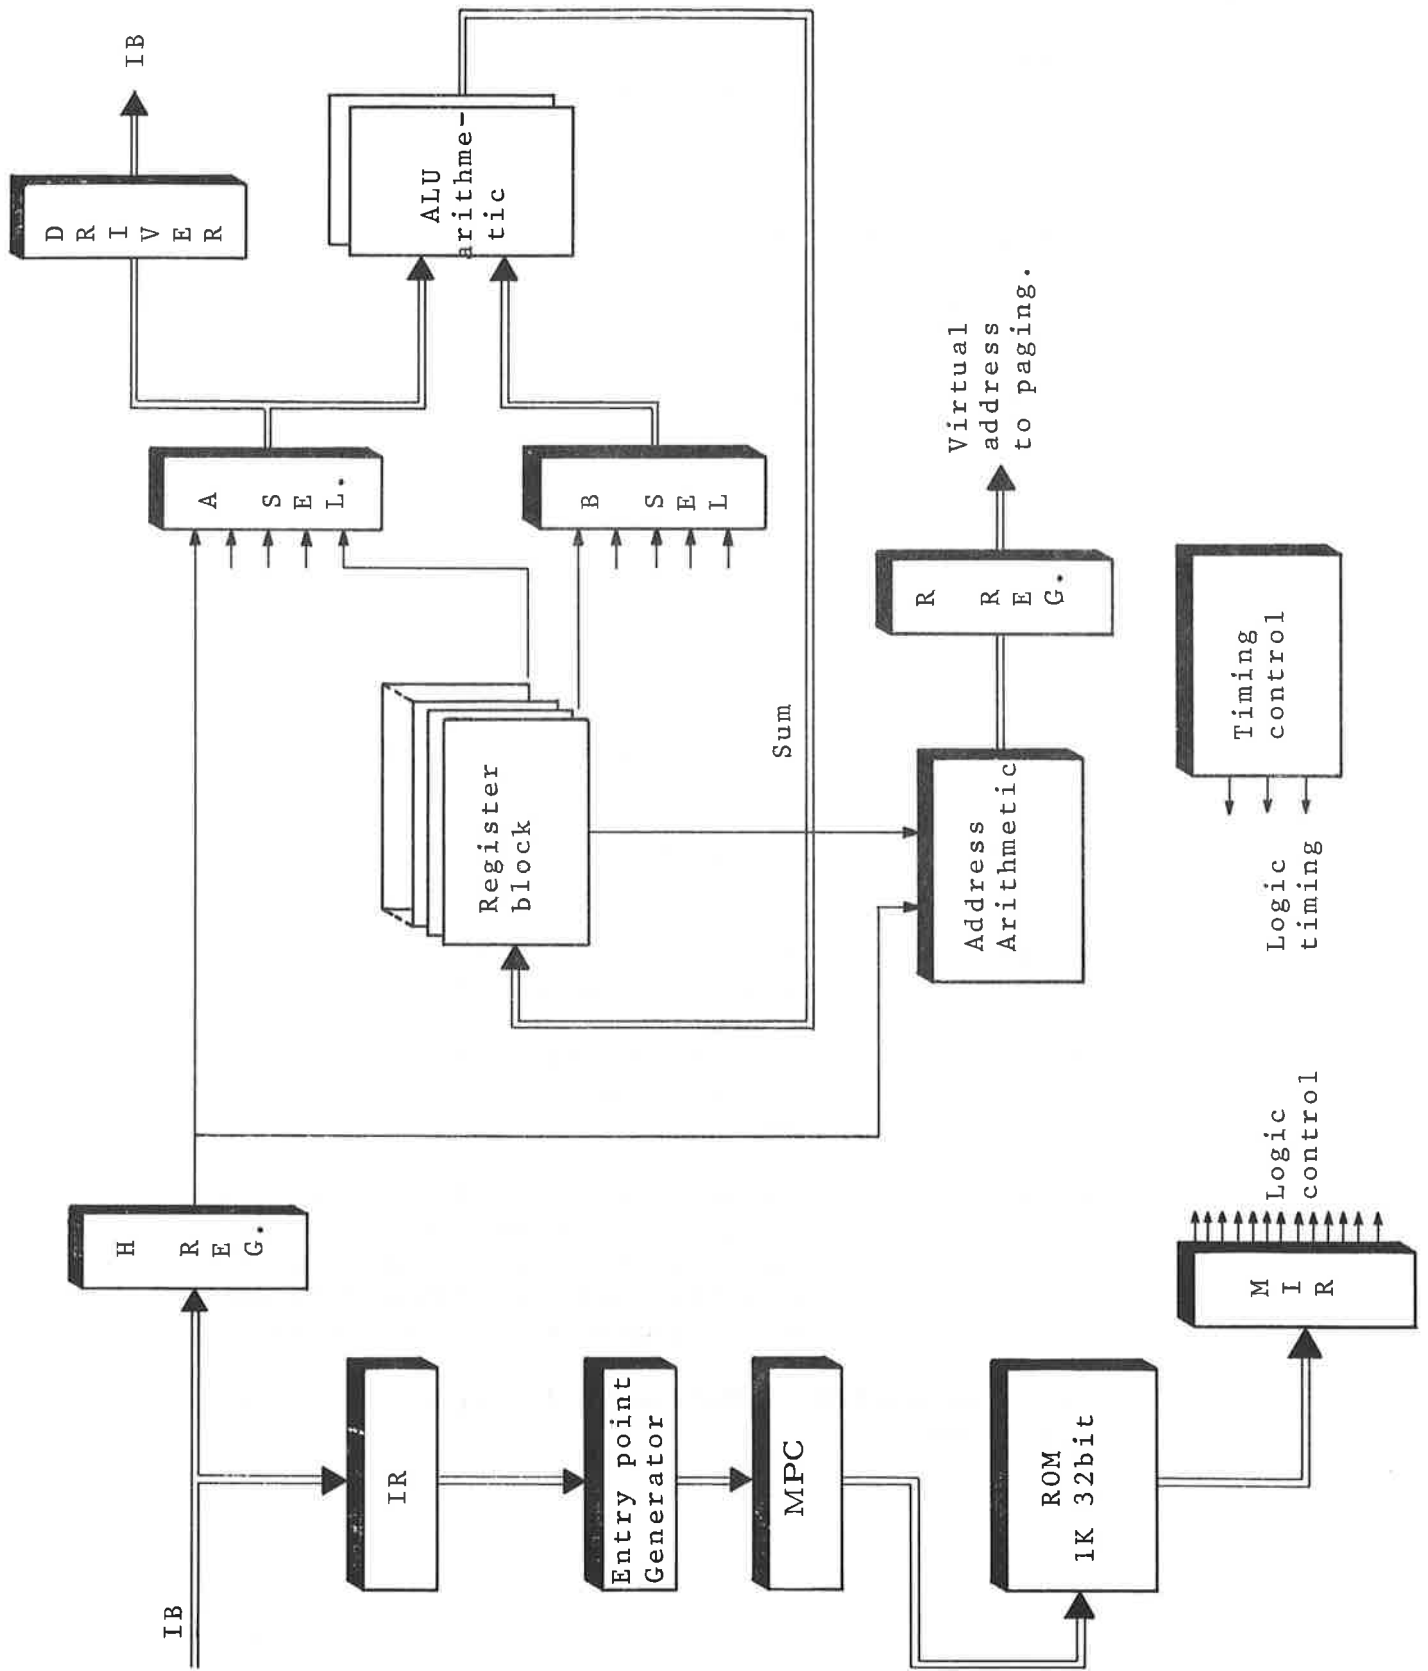 IB
H REG.
IR
Entry point
Generator
MPC
ROM
1K 32bit
MIR
Logic
control
Register
block
Address
Arithmetic
Sum
A SEL.
B SEL
R REG.
Virtual
address
to paging.
Timing
control
Logic
timing
DRIVER
IB
ALU
arithme-
tic